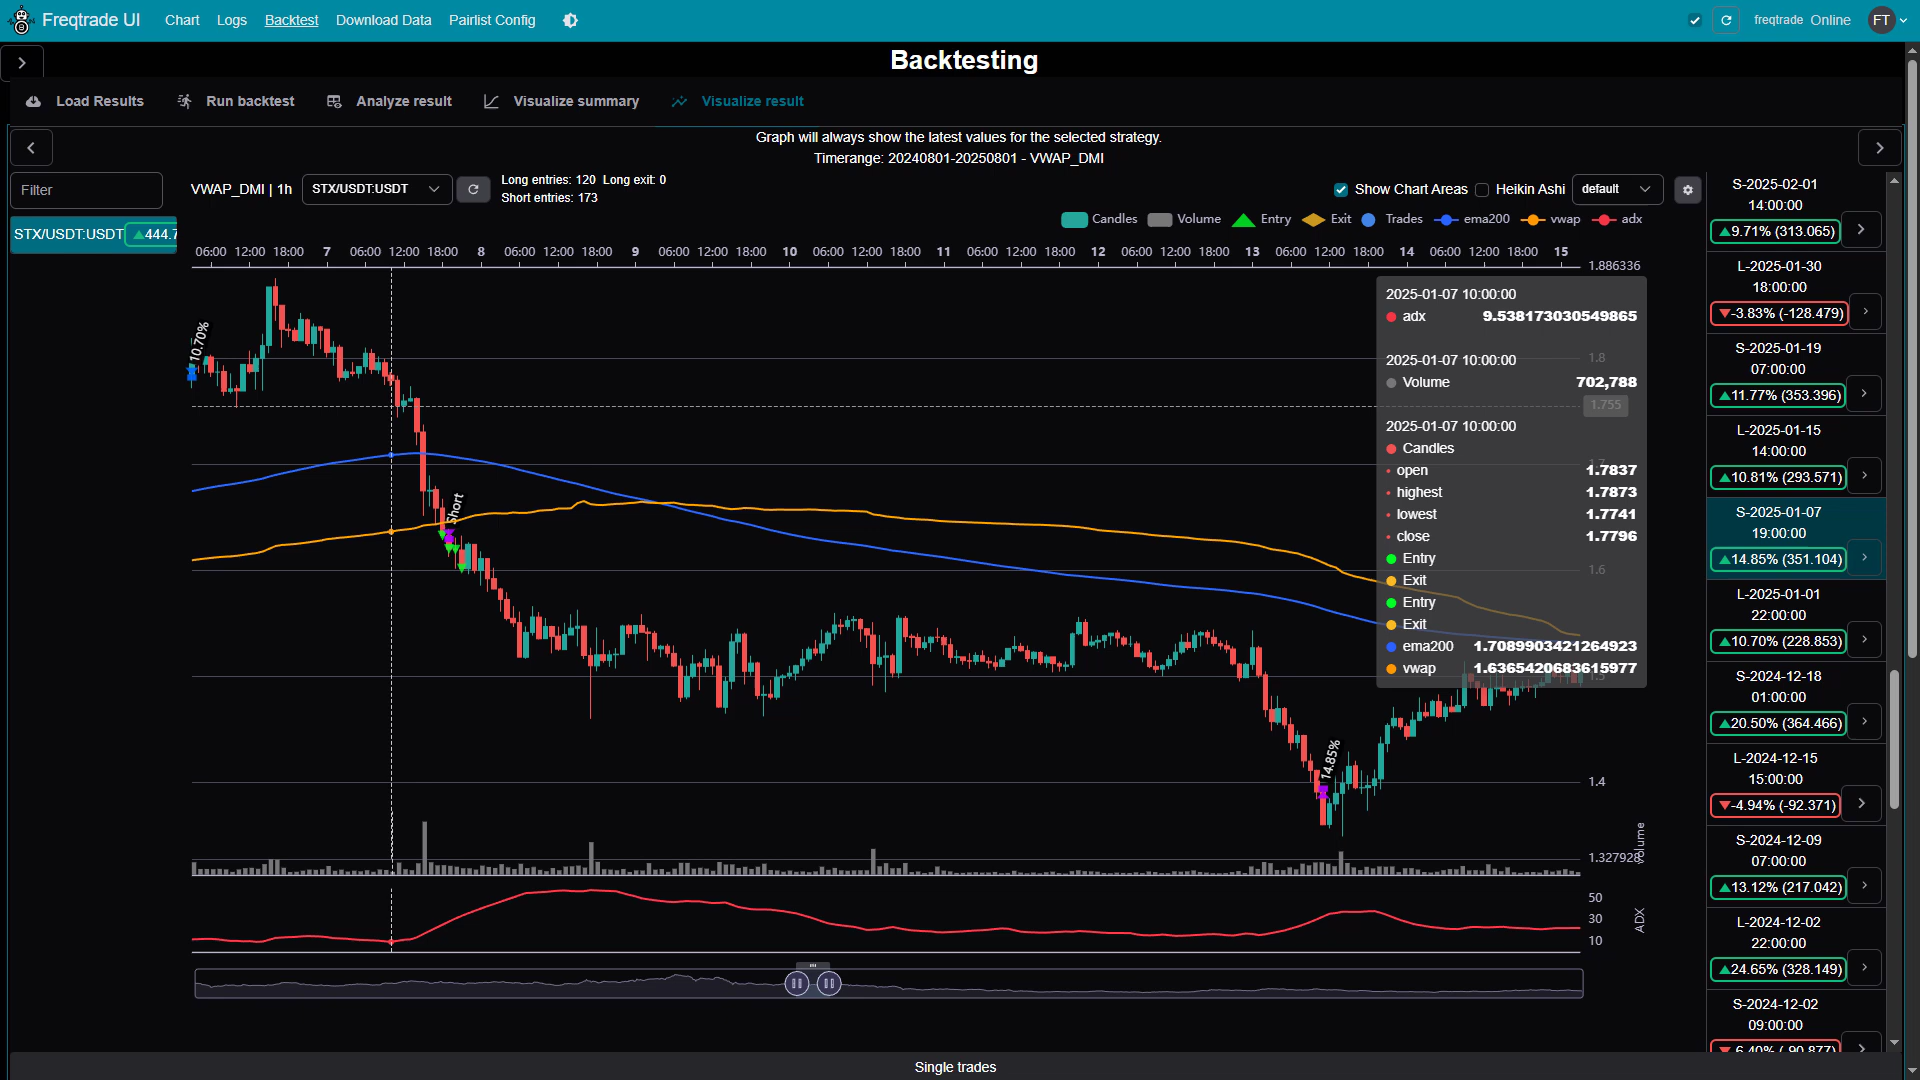 Freqtrade UI Chart Logs Backtest Download Data Pairlist Config freqtrade Online FT
Backtesting
Load Results Run backtest Analyze result Visualize summary Visualize result
Graph will always show the latest values for the selected strategy.
Timerange: 20240801-20250801 - VWAP_DMI
Filter
STX/USDT:USDT 444.7
VWAP_DMI | 1h STX/USDT:USDT
Long entries: 120 Long exit: 0
Short entries: 173
Show Chart Areas Heikin Ashi default
Candles Volume Entry Exit Trades ema200 vwap adx
06:00 12:00 18:00 7 06:00 12:00 18:00 8 06:00 12:00 18:00 9 06:00 12:00 18:00 10 06:00 12:00 18:00 11 06:00 12:00 18:00 12 06:00 12:00 18:00 13 06:00 12:00 18:00 14 06:00 12:00 18:00 15
1.886336
1.8
1.755
1.7
1.6
1.5
1.4
1.327928
10.70%
Short
14.85%
2025-01-07 10:00:00
adx 9.538173030549865
2025-01-07 10:00:00
Volume 702,788
2025-01-07 10:00:00
Candles
open 1.7837
highest 1.7873
lowest 1.7741
close 1.7796
Entry
Exit
Entry
Exit
ema200 1.7089903421264923
vwap 1.6365420683615977
Volume
50
30
10
ADX
S-2025-02-01
14:00:00
9.71% (313.065)
L-2025-01-30
18:00:00
-3.83% (-128.479)
S-2025-01-19
07:00:00
11.77% (353.396)
L-2025-01-15
14:00:00
10.81% (293.571)
S-2025-01-07
19:00:00
14.85% (351.104)
L-2025-01-01
22:00:00
10.70% (228.853)
S-2024-12-18
01:00:00
20.50% (364.466)
L-2024-12-15
15:00:00
-4.94% (-92.371)
S-2024-12-09
07:00:00
13.12% (217.042)
L-2024-12-02
22:00:00
24.65% (328.149)
S-2024-12-02
09:00:00
-6.40% (-90.877)
Single trades